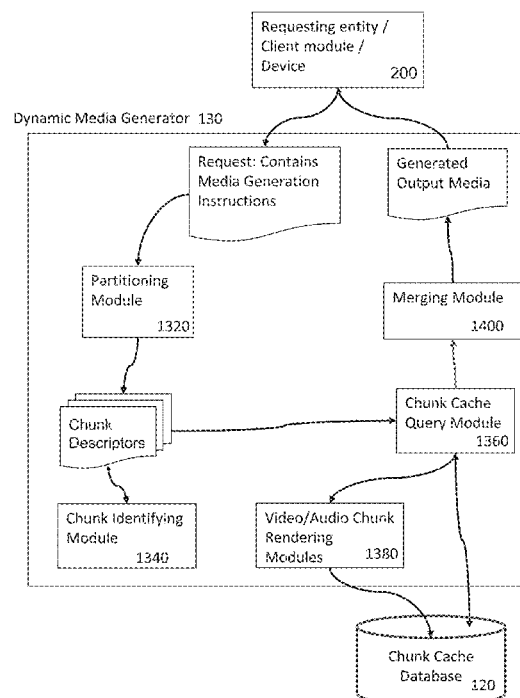 Requesting entity /
Client module /
Device
200
Dynamic Media Generator 130
Request: Contains
Media Generation
Instructions
Generated
Output Media
Partitioning
Module
1320
Merging Module
1400
Chunk
Descriptors
Chunk Cache
Query Module
1360
Chunk Identifying
Module
1340
Video/Audio Chunk
Rendering
Modules
1380
Chunk Cache
Database
120